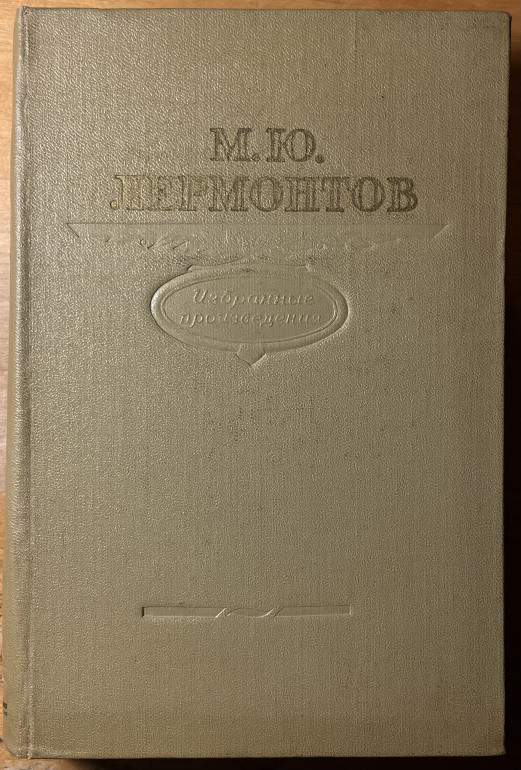 М.Ю.
ЛЕРМОНТОВ
Избранные
произведения